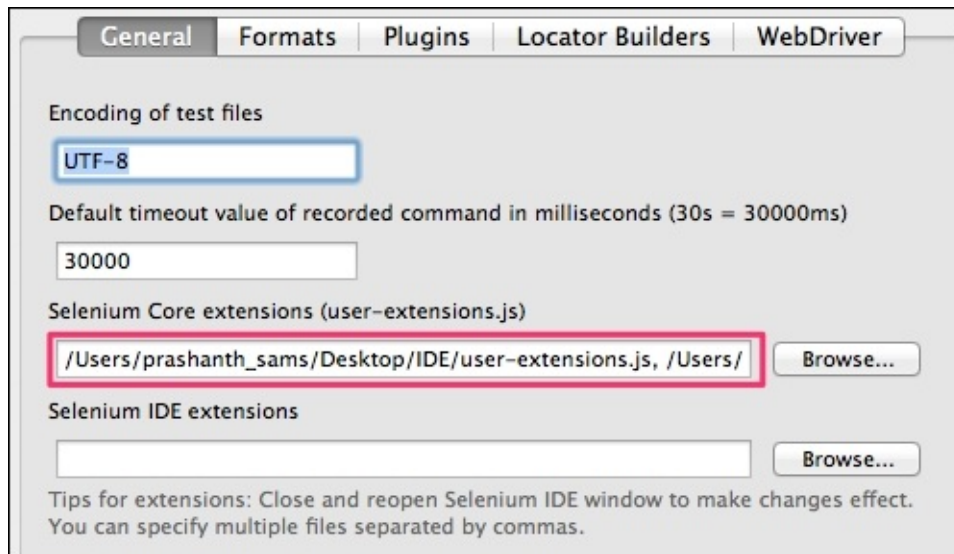 General Formats Plugins Locator Builders WebDriver
Encoding of test files
UTF-8
Default timeout value of recorded command in milliseconds (30s = 30000ms)
30000
Selenium Core extensions (user-extensions.js)
/Users/prashanth_sams/Desktop/IDE/user-extensions.js, /Users/ Browse...
Selenium IDE extensions
Browse...
Tips for extensions: Close and reopen Selenium IDE window to make changes effect.
You can specify multiple files separated by commas.